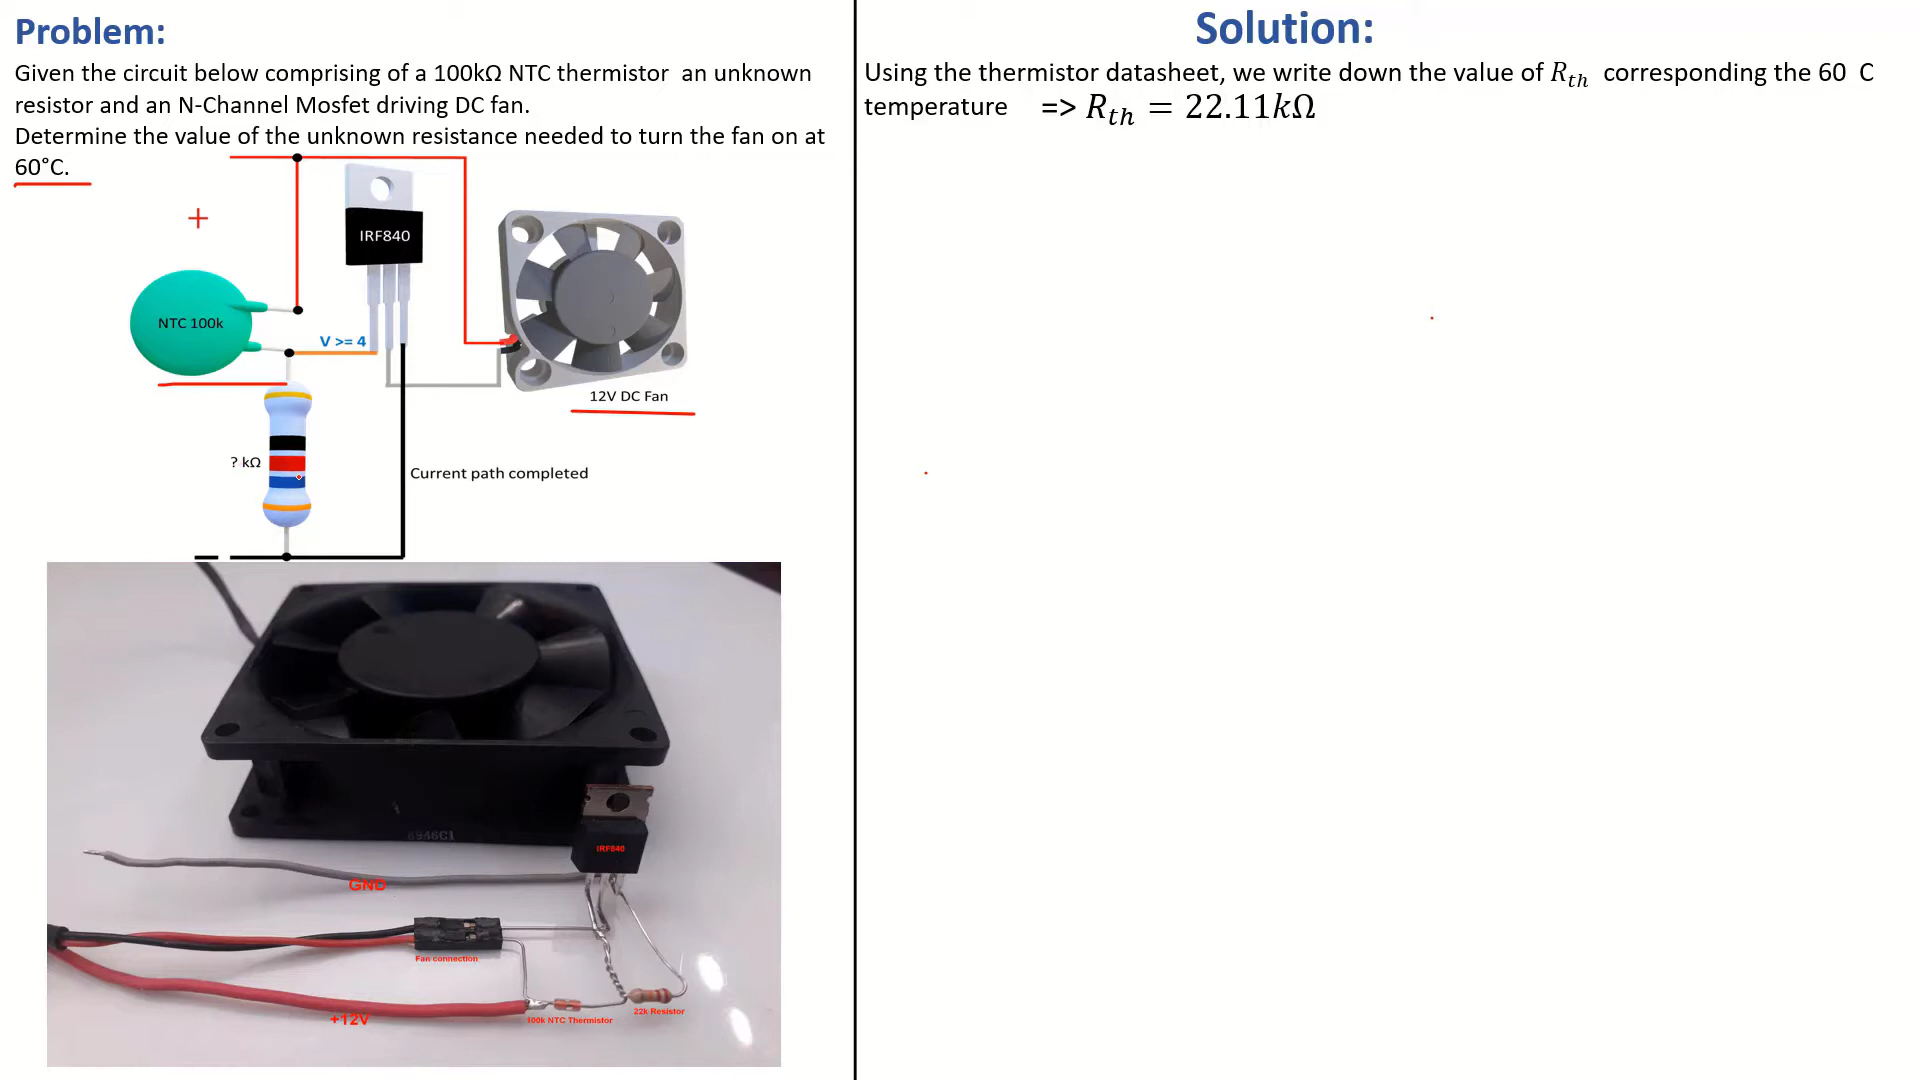 Problem:
Given the circuit below comprising of a 100kΩ NTC thermistor an unknown
resistor and an N-Channel Mosfet driving DC fan.
Determine the value of the unknown resistance needed to turn the fan on at
60°C.
+
IRF840
NTC 100k
V >= 4
12V DC Fan
? kΩ
Current path completed
8946C1
IRF840
GND
Fan connection
+12V
100k NTC Thermistor
22k Resistor
Solution:
Using the thermistor datasheet, we write down the value of R_th corresponding the 60 C
temperature => R_th = 22.11kΩ